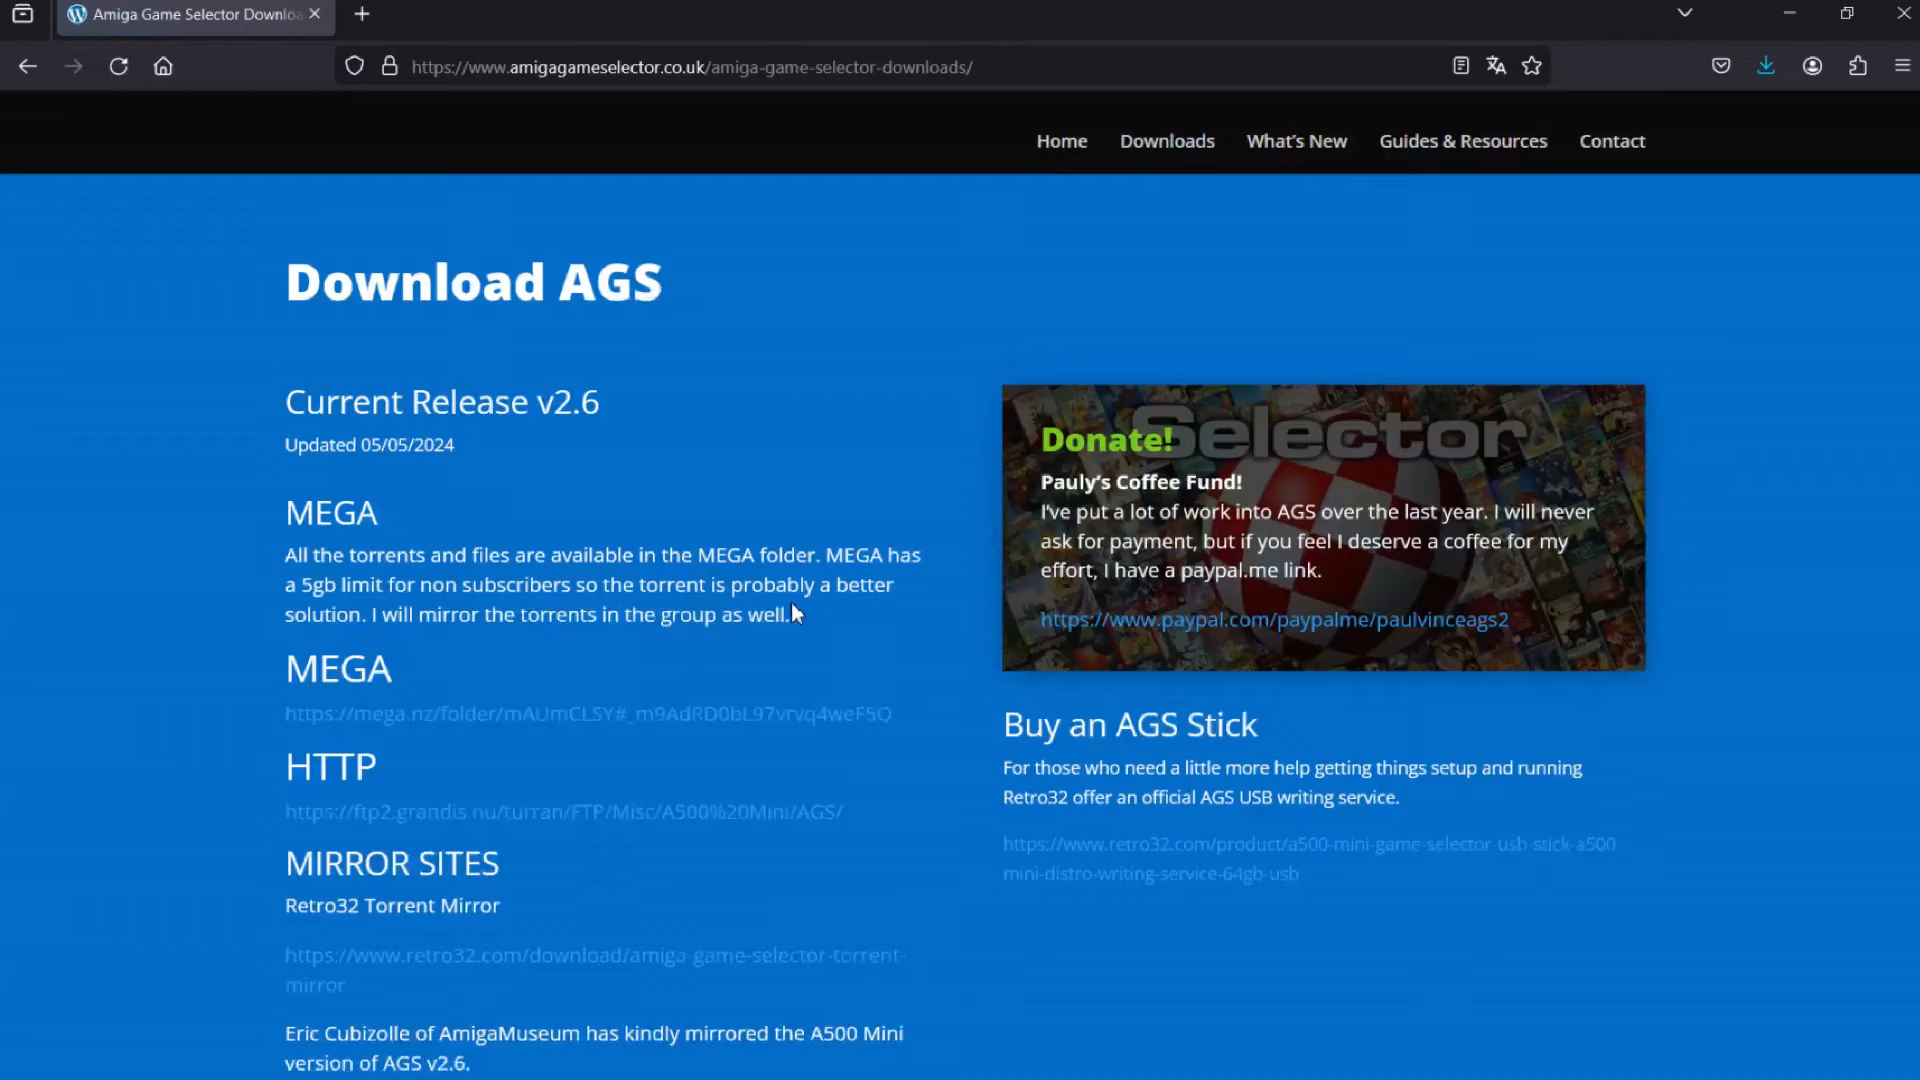 Amiga Game Selector Downloa
https://www.amigagameselector.co.uk/amiga-game-selector-downloads/
Home
Downloads
What's New
Guides & Resources
Contact
Download AGS
Current Release v2.6
Updated 05/05/2024
MEGA
All the torrents and files are available in the MEGA folder. MEGA has
a 5gb limit for non subscribers so the torrent is probably a better
solution. I will mirror the torrents in the group as well.
MEGA
https://mega.nz/folder/mAUmCLSY#_m9AdRD0bL97vrvq4weF5Q
HTTP
https://ftp2.grandis.nu/turran/FTP/Misc/A500%20Mini/AGS/
MIRROR SITES
Retro32 Torrent Mirror
https://www.retro32.com/download/amiga-game-selector-torrent-
mirror
Eric Cubizolle of AmigaMuseum has kindly mirrored the A500 Mini
version of AGS v2.6.
Selector
Donate!
Pauly's Coffee Fund!
I've put a lot of work into AGS over the last year. I will never
ask for payment, but if you feel I deserve a coffee for my
effort, I have a paypal.me link.
https://www.paypal.com/paypalme/paulvinceags2
Buy an AGS Stick
For those who need a little more help getting things setup and running
Retro32 offer an official AGS USB writing service.
https://www.retro32.com/product/a500-mini-game-selector-usb-stick-a500
mini-distro-writing-service-64gb-usb